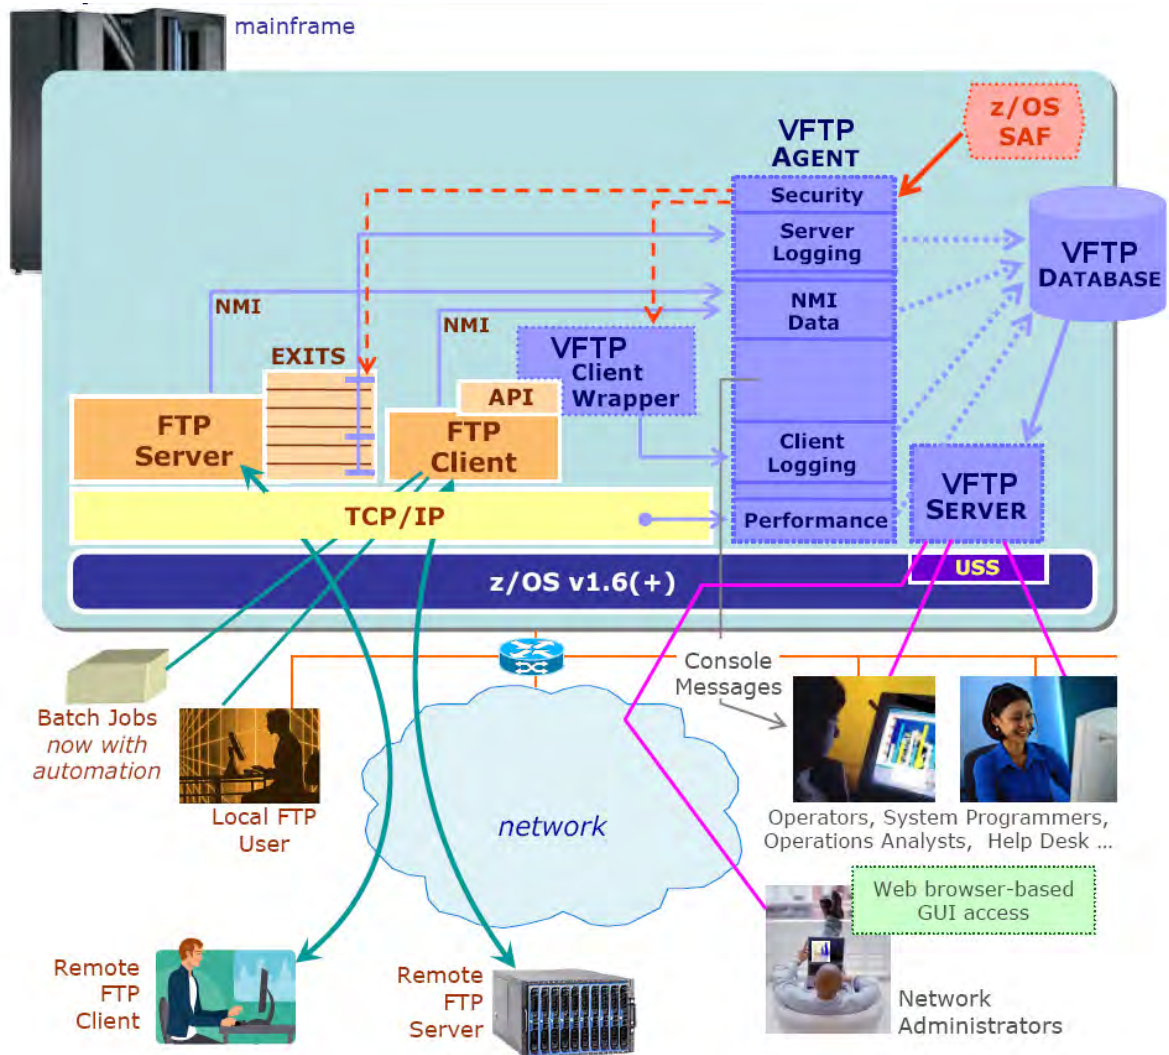 mainframe
z/OS
SAF
VFTP
AGENT
Security
Server
Logging
NMI
Data
Client
Logging
Performance
VFTP
DATABASE
NMI
NMI
EXITS
VFTP
Client
Wrapper
API
FTP
Server
FTP
Client
VFTP
SERVER
TCP/IP
USS
z/OS v1.6(+)
Console
Messages
Batch Jobs
now with
automation
Local FTP
User
network
Operators, System Programmers,
Operations Analysts, Help Desk ...
Web browser-based
GUI access
Remote
FTP
Client
Remote
FTP
Server
Network
Administrators